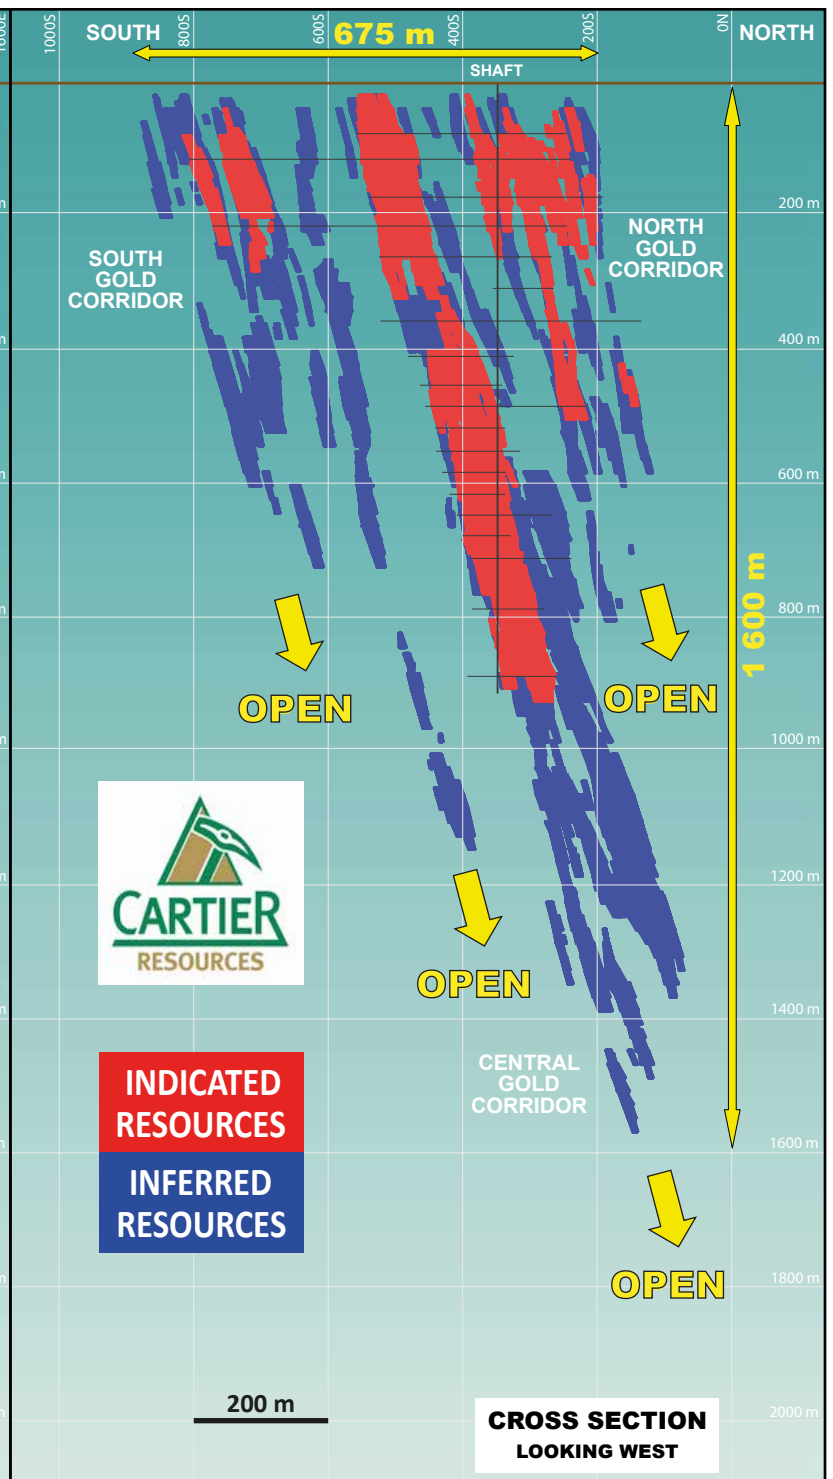 1000S
800S
600S
400S
200S
0N
SOUTH
675 m
NORTH
SHAFT
200 m
NORTH
GOLD
CORRIDOR
SOUTH
GOLD
CORRIDOR
400 m
600 m
1 600 m
800 m
OPEN
OPEN
1000 m
CARTIER
RESOURCES
1200 m
OPEN
1400 m
CENTRAL
GOLD
CORRIDOR
INDICATED
RESOURCES
1600 m
INFERRED
RESOURCES
1800 m
OPEN
200 m
2000 m
CROSS SECTION
LOOKING WEST